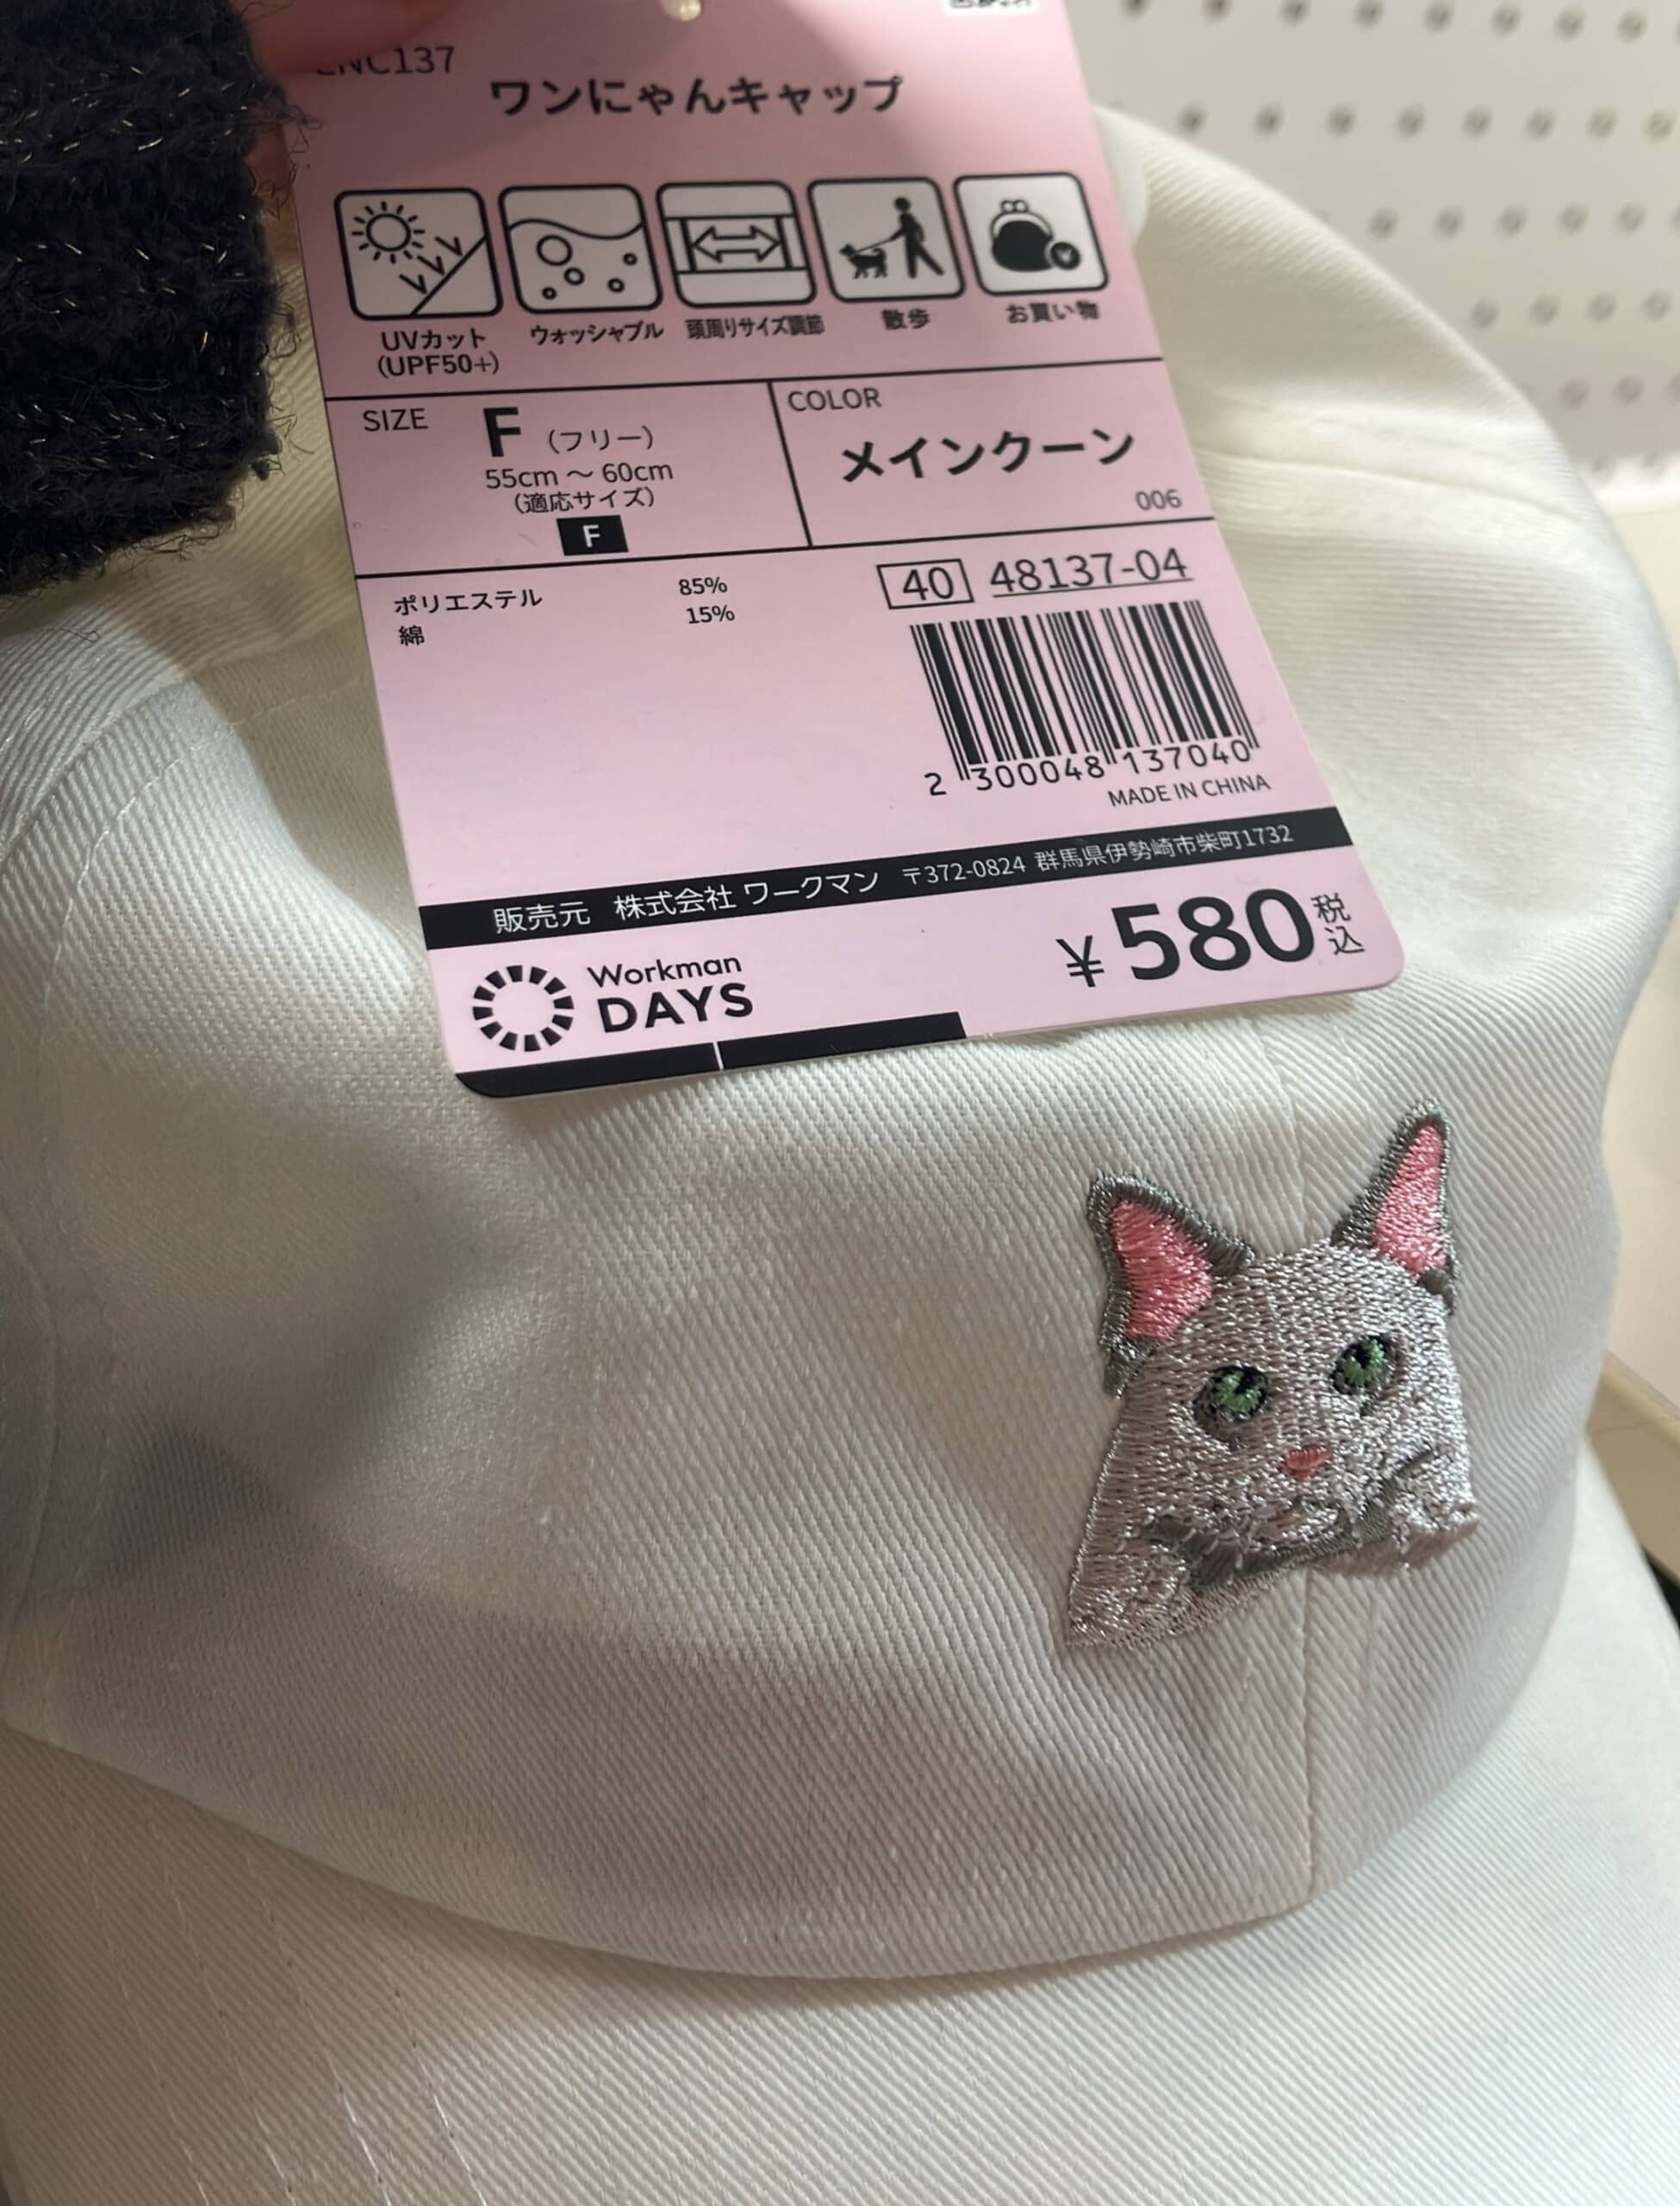 ENC137
ワンにゃんキャップ
UVカット
(UPF50+)
ウォッシャブル
頭周りサイズ調節
散歩
お買い物
SIZE
F (フリー)
55cm ～ 60cm
(適応サイズ)
F
COLOR
メインクーン
006
ポリエステル 85%
綿 15%
40 48137-04
2 300048 137040
MADE IN CHINA
販売元 株式会社 ワークマン 〒372-0824 群馬県伊勢崎市柴町1732
Workman
DAYS
¥580税込